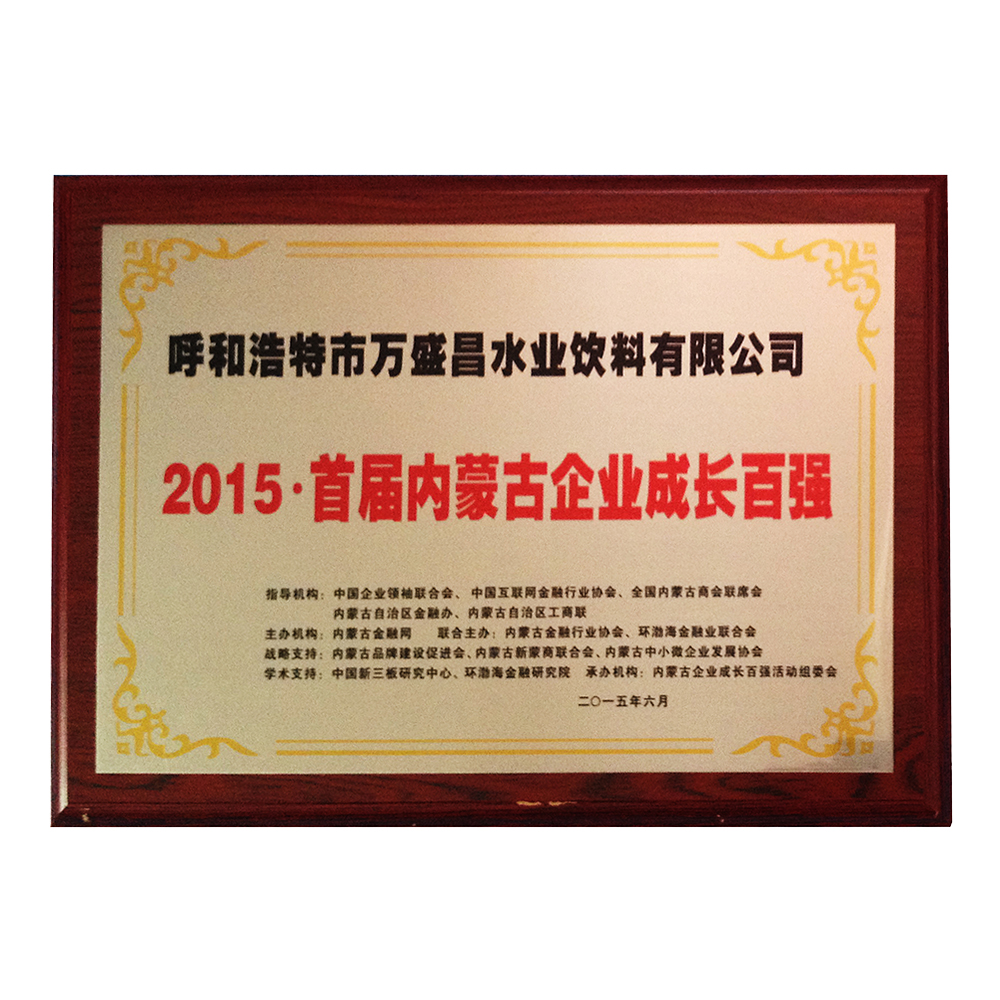 呼和浩特市万盛昌水业饮料有限公司
2015·首届内蒙古企业成长百强
指导机构：中国企业领袖联合会、中国互联网金融行业协会、全国内蒙古商会联席会
内蒙古自治区金融办、内蒙古自治区工商联
主办机构：内蒙古金融网 联合主办：内蒙古金融行业协会、环渤海金融业联合会
战略支持：内蒙古品牌建设促进会、内蒙古新蒙商联合会、内蒙古中小微企业发展协会
学术支持：中国新三板研究中心、环渤海金融研究院 承办机构：内蒙古企业成长百强活动组委会
二〇一五年六月